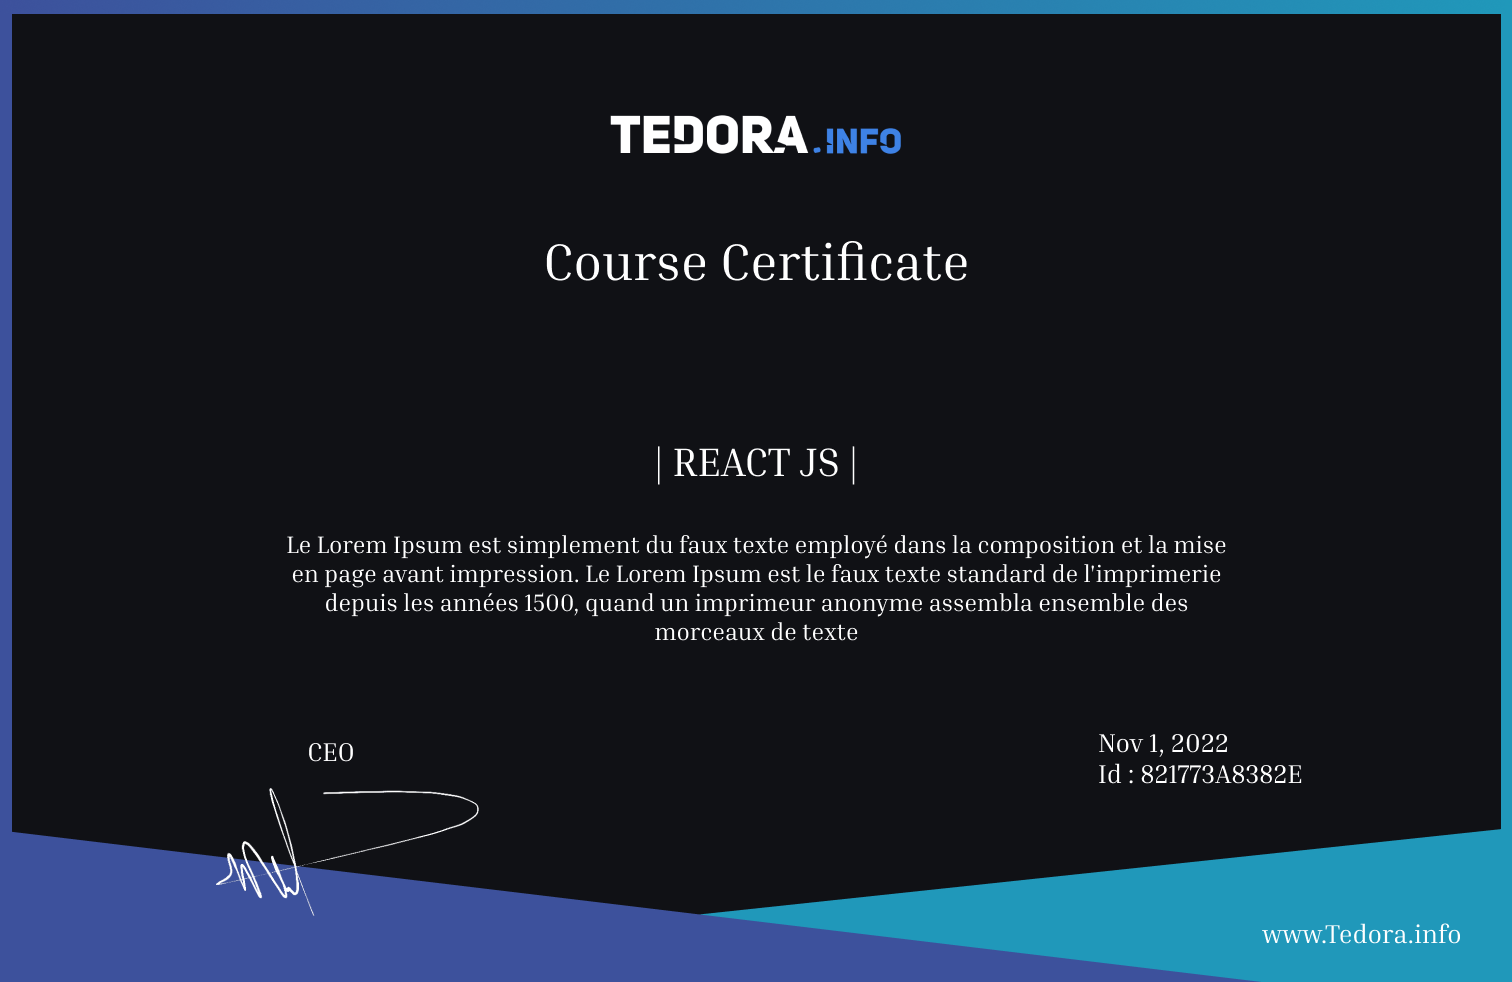 TEDORA.INFO
Course Certificate
| REACT JS |
Le Lorem Ipsum est simplement du faux texte employé dans la composition et la mise
en page avant impression. Le Lorem Ipsum est le faux texte standard de l'imprimerie
depuis les années 1500, quand un imprimeur anonyme assembla ensemble des
morceaux de texte
CEO
Nov 1, 2022
Id : 821773A8382E
www.Tedora.info